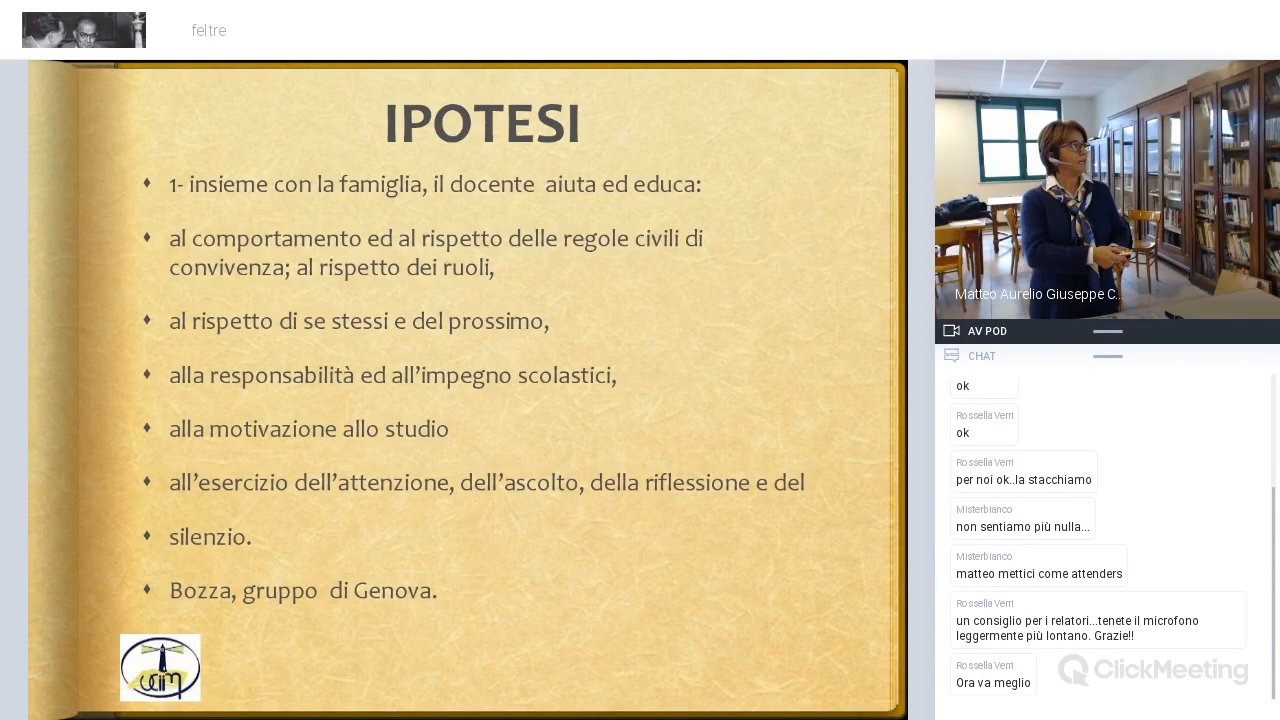 feltre
IPOTESI
1- insieme con la famiglia, il docente aiuta ed educa:
al comportamento ed al rispetto delle regole civili di
convivenza; al rispetto dei ruoli,
al rispetto di se stessi e del prossimo,
alla responsabilità ed all'impegno scolastici,
alla motivazione allo studio
all'esercizio dell'attenzione, dell'ascolto, della riflessione e del
silenzio.
Bozza, gruppo di Genova.
ucim
Matteo Aurelio Giuseppe C...
AV POD
CHAT
ok
Rossella Verri
ok
Rossella Verri
per noi ok..la stacchiamo
Misterbianco
non sentiamo più nulla...
Misterbianco
matteo mettici come attenders
Rossella Verri
un consiglio per i relatori...tenete il microfono
leggermente più lontano. Grazie!!
Rossella Verri
Ora va meglio
ClickMeeting